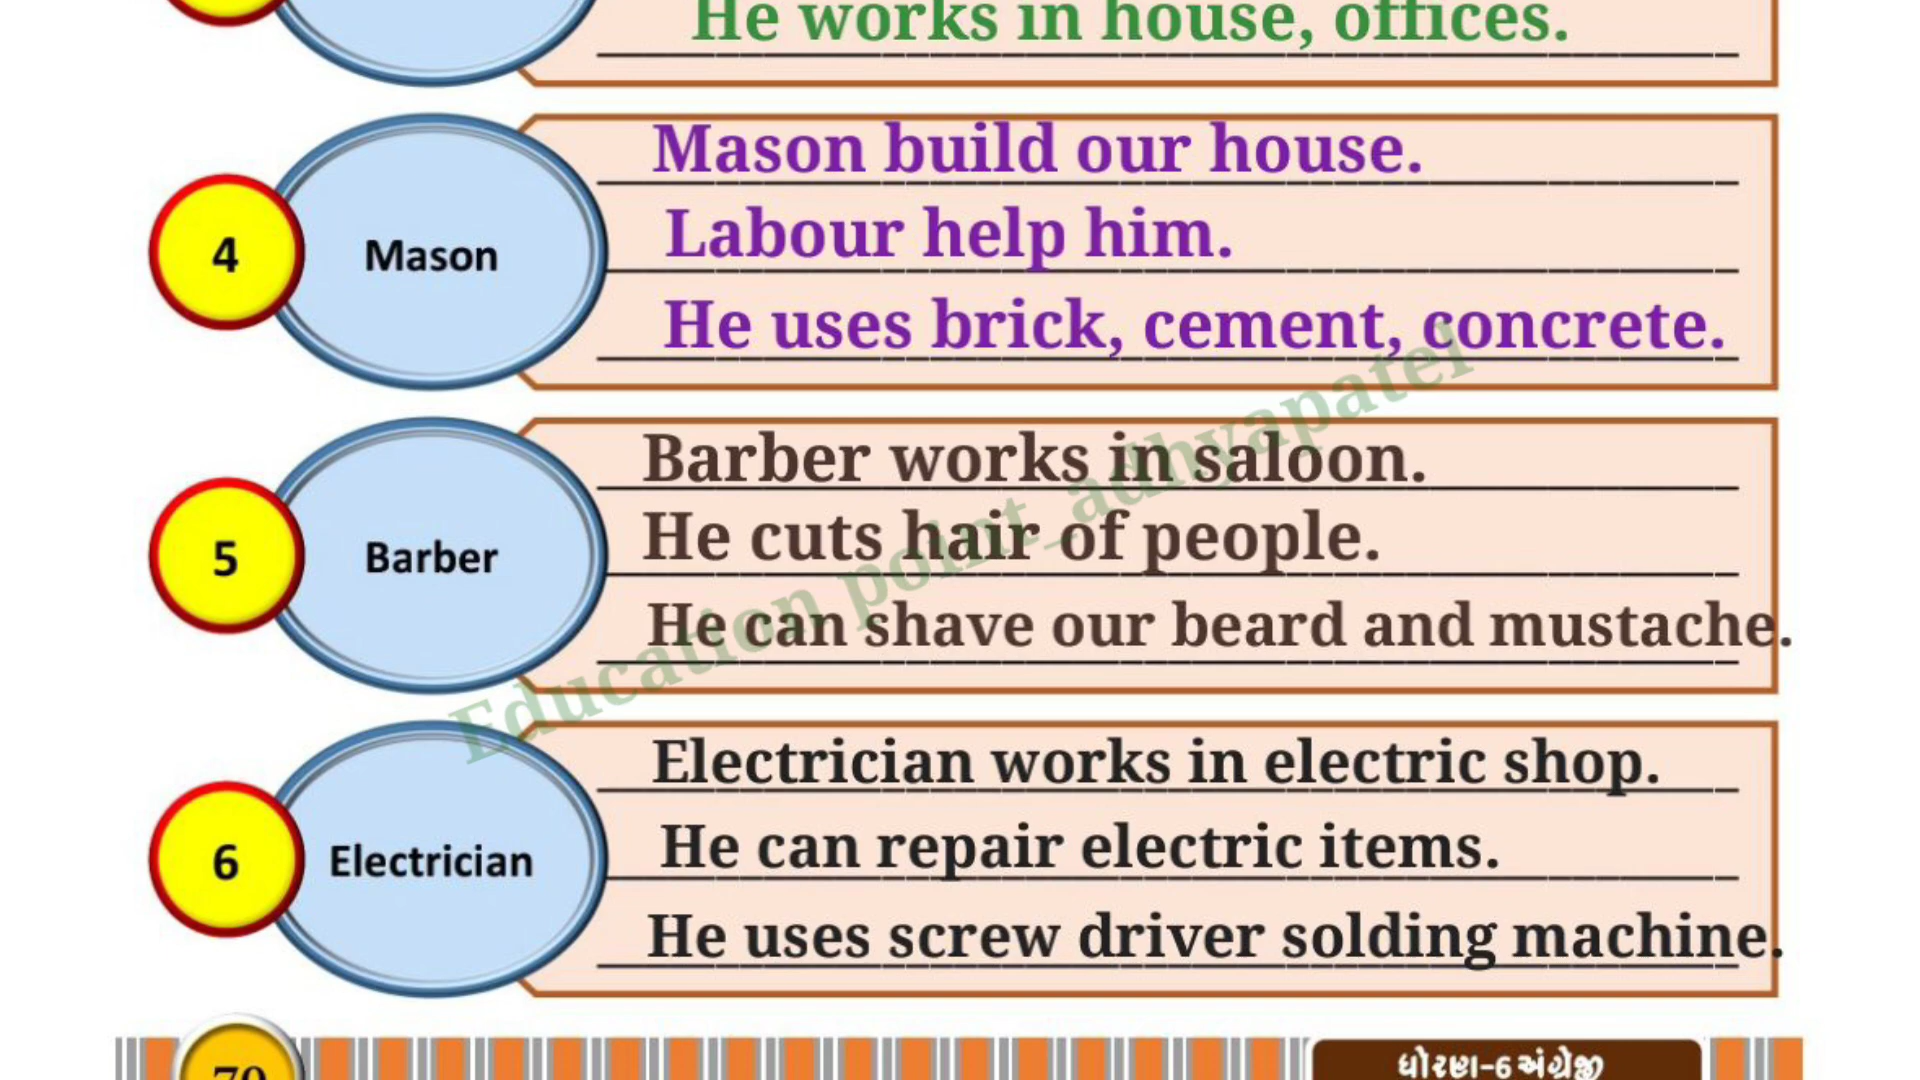 He works in house, offices.
4
Mason
Mason build our house.
Labour help him.
He uses brick, cement, concrete.
5
Barber
Barber works in saloon.
He cuts hair of people.
He can shave our beard and mustache.
Education point_adhyapatel
6
Electrician
Electrician works in electric shop.
He can repair electric items.
He uses screw driver solding machine.
ધોરણ-6 અંગ્રેજી